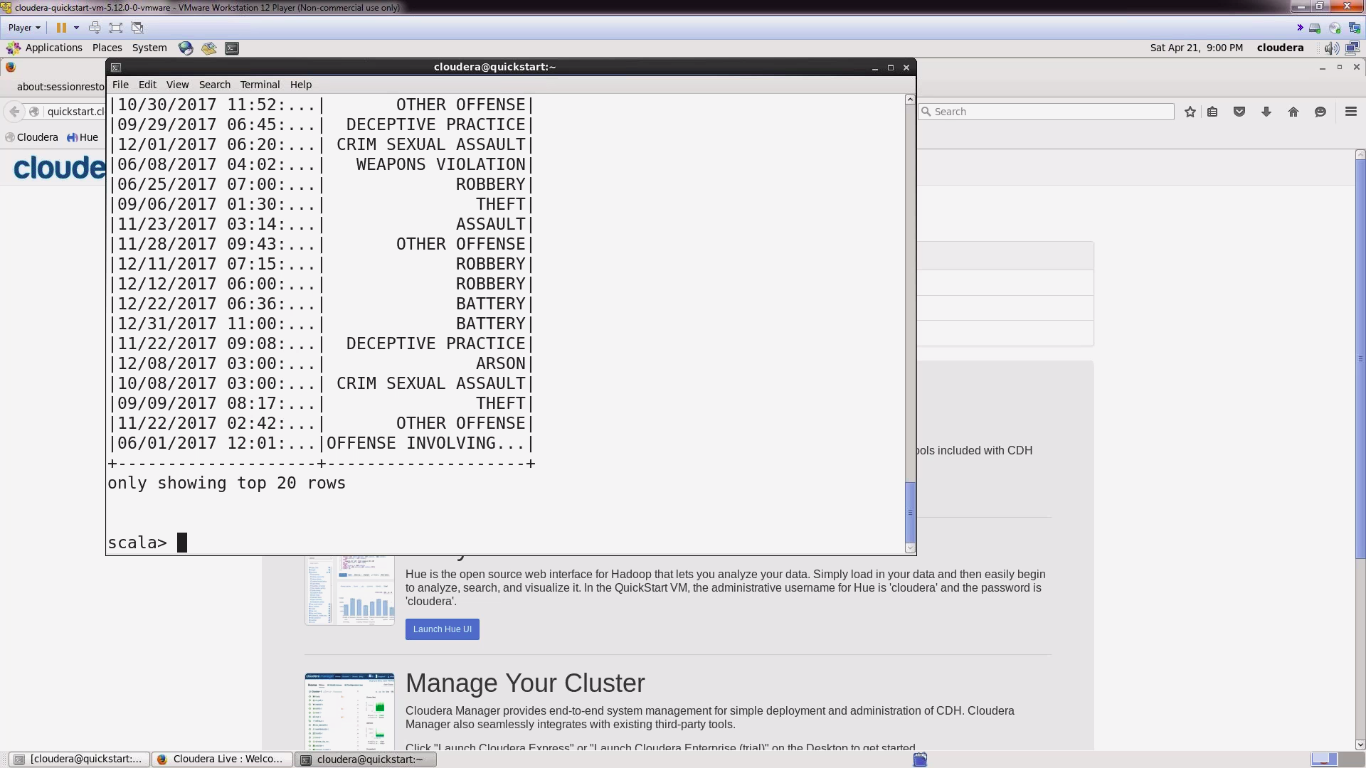 cloudera-quickstart-vm-5.12.0-0-vmware - VMware Workstation 12 Player (Non-commercial use only)
Player
Applications Places System Sat Apr 21, 9:00 PM cloudera
cloudera@quickstart:~
File Edit View Search Terminal Help
about:sessionresto
quickstart.cl
Search
Cloudera Hue
cloude
|10/30/2017 11:52:...| OTHER OFFENSE|
|09/29/2017 06:45:...| DECEPTIVE PRACTICE|
|12/01/2017 06:20:...| CRIM SEXUAL ASSAULT|
|06/08/2017 04:02:...| WEAPONS VIOLATION|
|06/25/2017 07:00:...| ROBBERY|
|09/06/2017 01:30:...| THEFT|
|11/23/2017 03:14:...| ASSAULT|
|11/28/2017 09:43:...| OTHER OFFENSE|
|12/11/2017 07:15:...| ROBBERY|
|12/12/2017 06:00:...| ROBBERY|
|12/22/2017 06:36:...| BATTERY|
|12/31/2017 11:00:...| BATTERY|
|11/22/2017 09:08:...| DECEPTIVE PRACTICE|
|12/08/2017 03:00:...| ARSON|
|10/08/2017 03:00:...| CRIM SEXUAL ASSAULT|
|09/09/2017 08:17:...| THEFT|
|11/22/2017 02:42:...| OTHER OFFENSE|
|06/01/2017 12:01:...|OFFENSE INVOLVING...|
+--------------------+--------------------+
only showing top 20 rows
scala>
ools included with CDH
Hue is the open source web interface for Hadoop that lets you analyze your data. Simply load in your data and then easily begin
to analyze, search, and visualize it. In the QuickStart VM, the administrative username for Hue is 'cloudera' and the password is
'cloudera'.
Launch Hue UI
Manage Your Cluster
Cloudera Manager provides end-to-end system management for simple deployment and administration of CDH. Cloudera
Manager also seamlessly integrates with existing third-party tools.
Click "Launch Cloudera Express" or "Launch Cloudera Enterprise (trial)" on the Desktop to get started
[cloudera@quickstart:... Cloudera Live : Welco... cloudera@quickstart:~